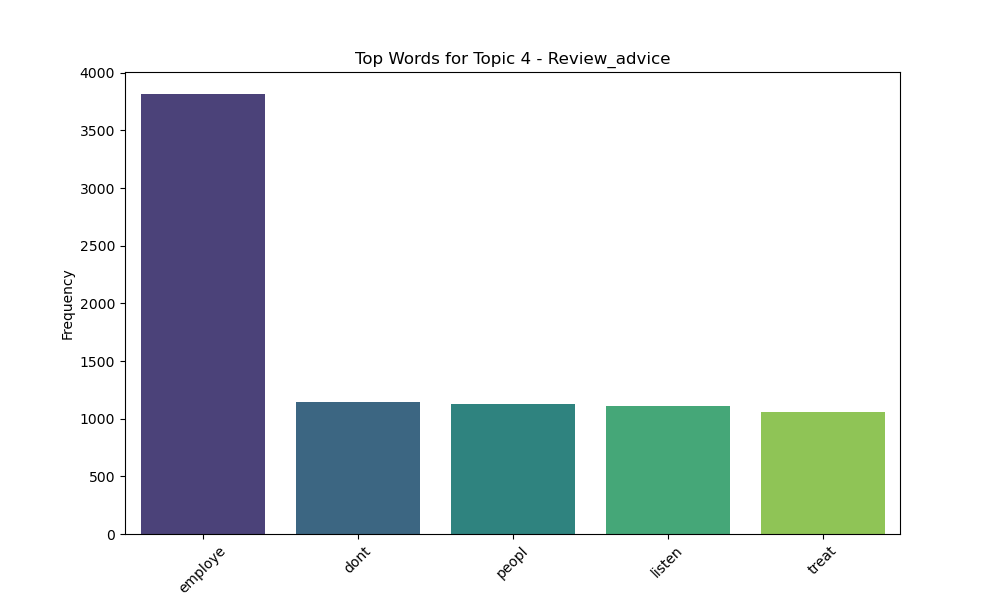 Top Words for Topic 4 - Review_advice
4000
3500
3000
2500
2000
1500
1000
500
0
Frequency
employe
dont
peopl
listen
treat